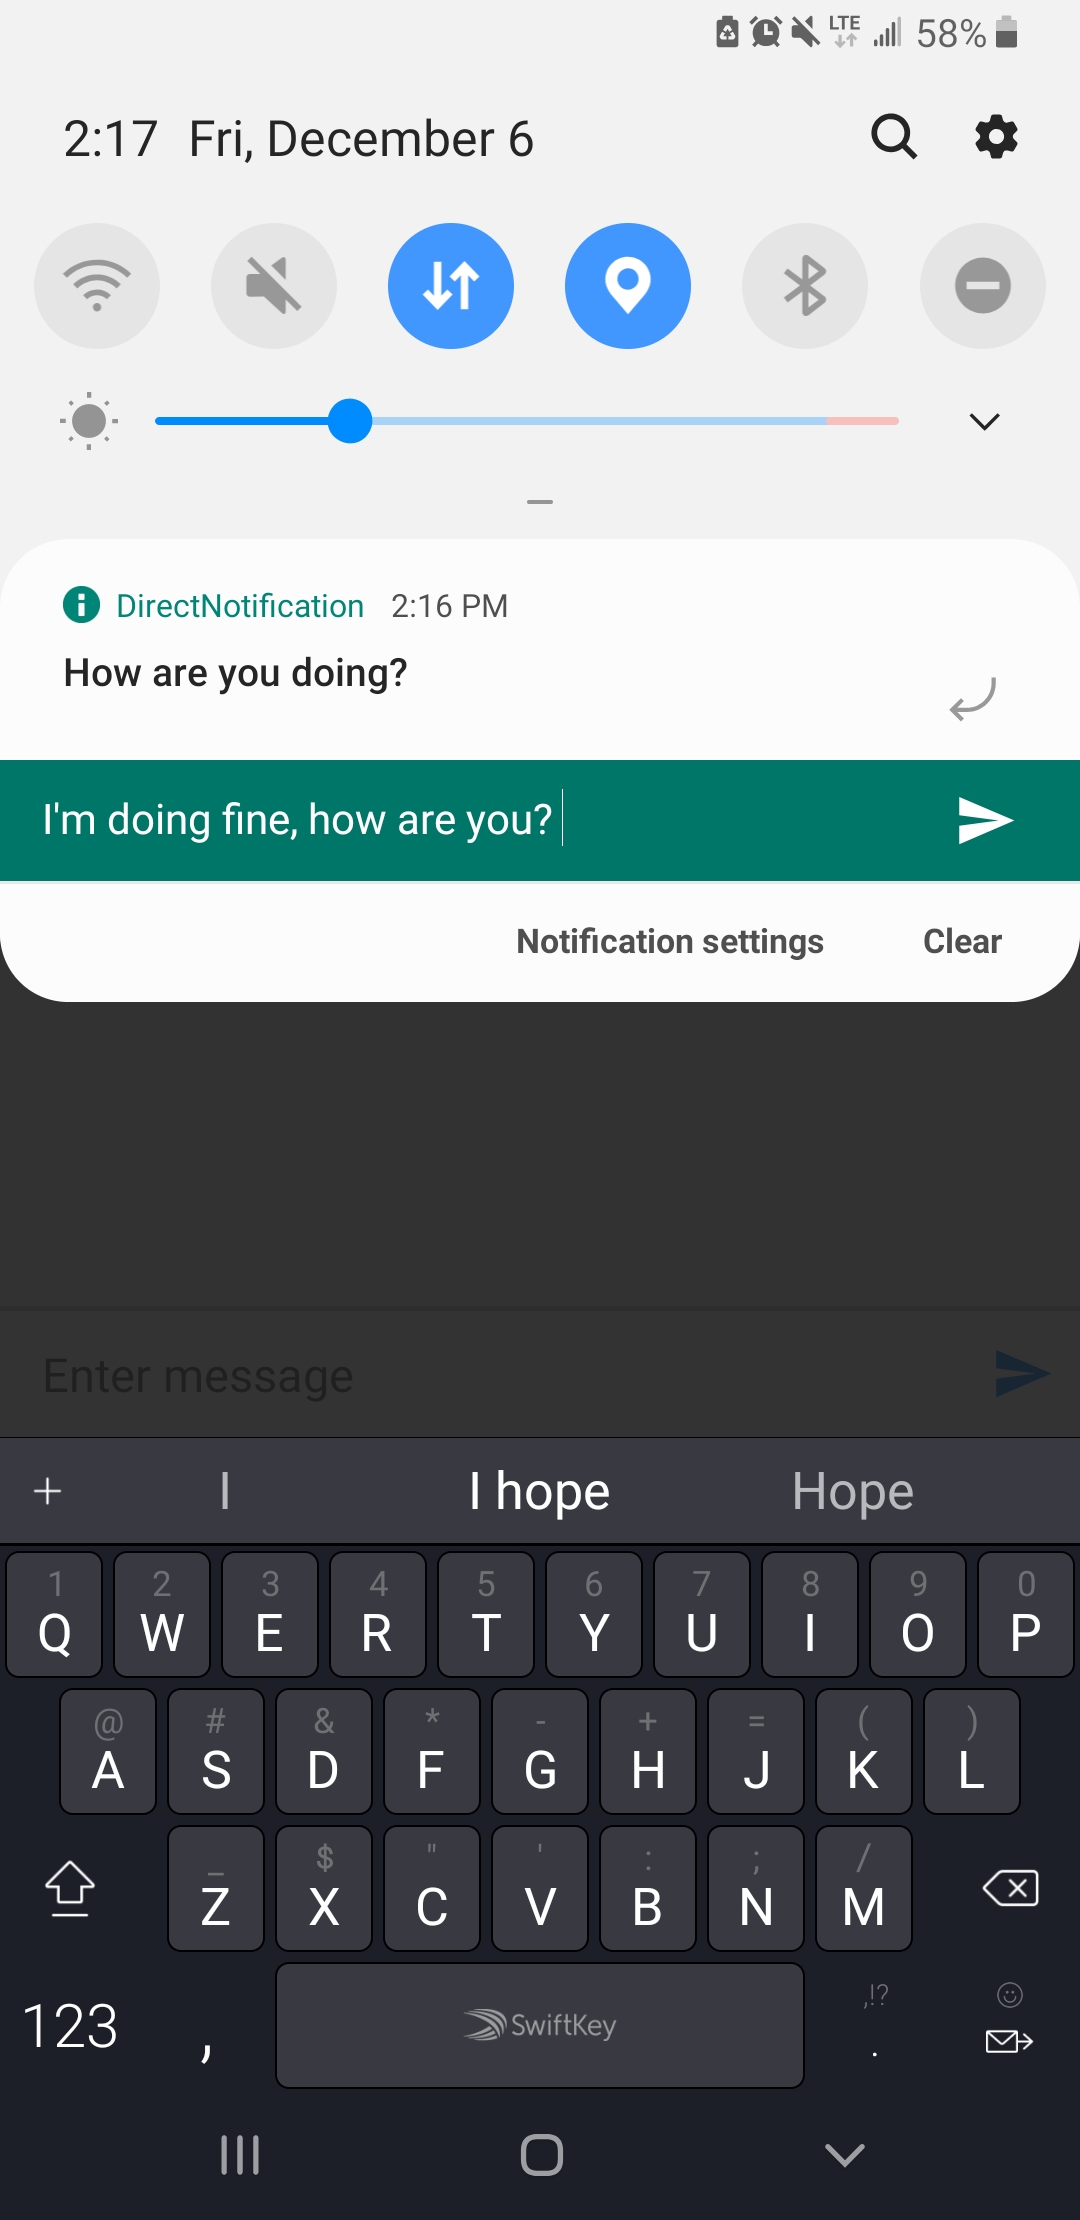 LTE 58%
2:17 Fri, December 6
DirectNotification 2:16 PM
How are you doing?
I'm doing fine, how are you?
Notification settings Clear
Enter message
+ I I hope Hope
1 2 3 4 5 6 7 8 9 0
Q W E R T Y U I O P
@ # & * - + = ( )
A S D F G H J K L
_ $ " ' : ; /
Z X C V B N M
,!?
123 , SwiftKey .